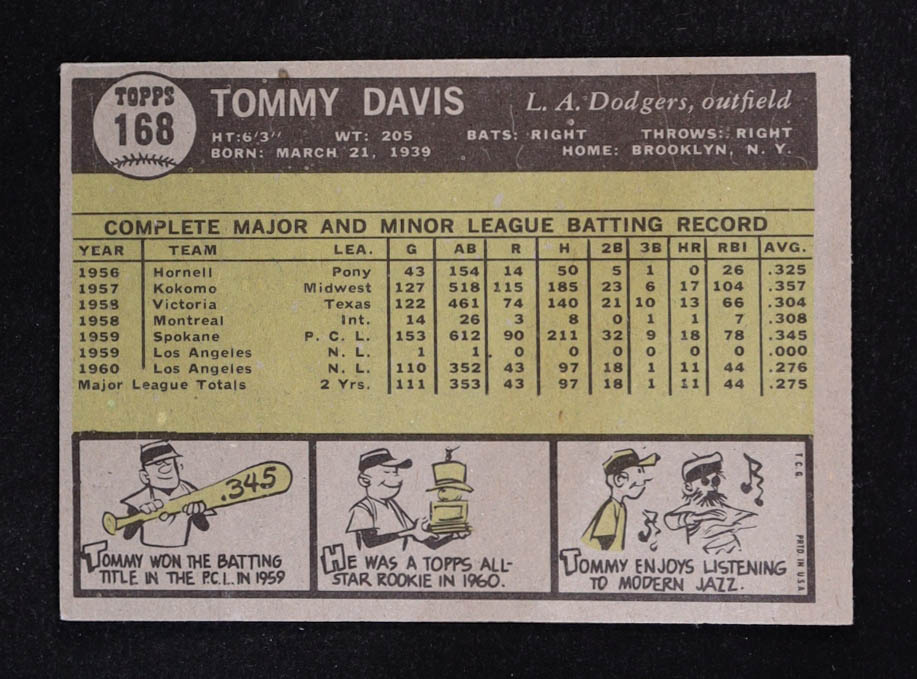 TOPPS
168
TOMMY DAVIS
L. A. Dodgers, outfield
HT:6'3" WT: 205 BATS: RIGHT THROWS: RIGHT
BORN: MARCH 21, 1939 HOME: BROOKLYN, N. Y.
COMPLETE MAJOR AND MINOR LEAGUE BATTING RECORD
YEAR TEAM LEA. G AB R H 2B 3B HR RBI AVG.
1956 Hornell Pony 43 154 14 50 5 1 0 26 .325
1957 Kokomo Midwest 127 518 115 185 23 6 17 104 .357
1958 Victoria Texas 122 461 74 140 21 10 13 66 .304
1958 Montreal Int. 14 26 3 8 0 1 1 7 .308
1959 Spokane P. C. L. 153 612 90 211 32 9 18 78 .345
1959 Los Angeles N. L. 1 1 0 0 0 0 0 0 .000
1960 Los Angeles N. L. 110 352 43 97 18 1 11 44 .276
Major League Totals 2 Yrs. 111 353 43 97 18 1 11 44 .275
.345
TOMMY WON THE BATTING
TITLE IN THE P.C.L. IN 1959
HE WAS A TOPPS ALL-
STAR ROOKIE IN 1960.
TOMMY ENJOYS LISTENING
TO MODERN JAZZ.
T. C. G. PRTD. IN U.S.A.